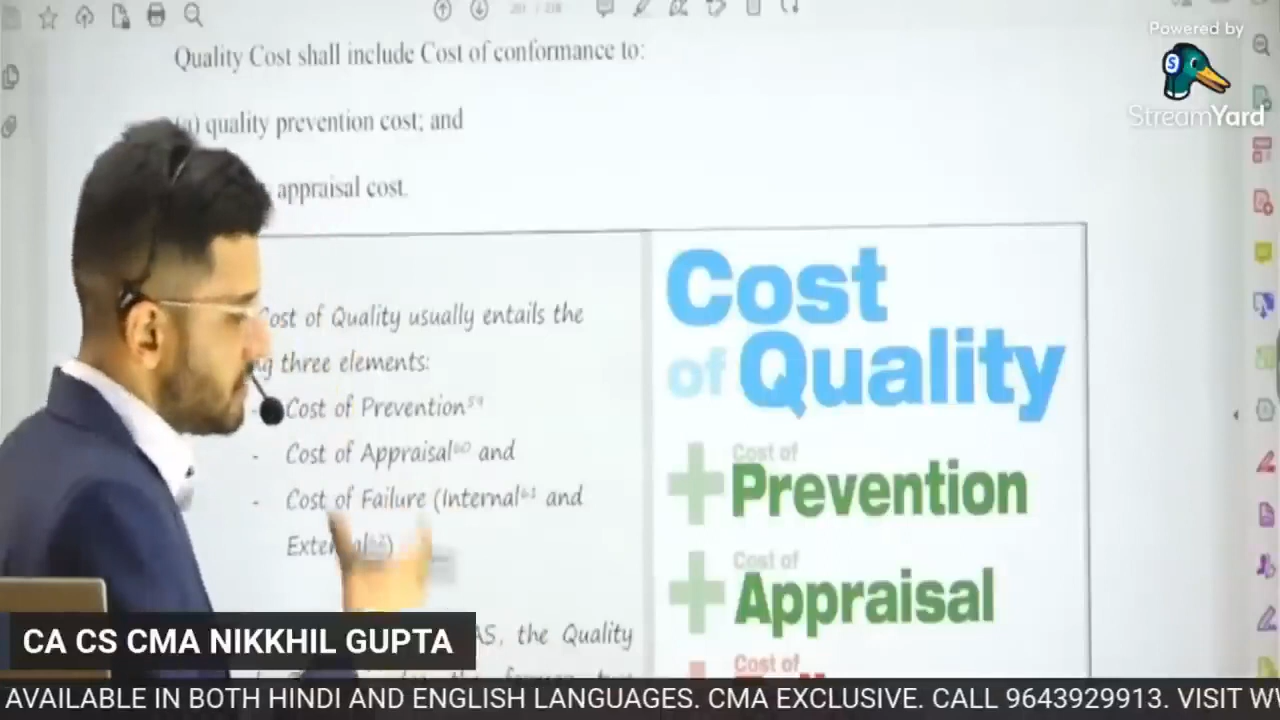 Powered by
StreamYard
Quality Cost shall include Cost of conformance to:
quality prevention cost; and
appraisal cost.
Cost of Quality usually entails the
three elements:
- Cost of Prevention⁵⁹
- Cost of Appraisal⁶⁰ and
- Cost of Failure (Internal⁶¹ and
the Quality
Cost
of Quality
+ Cost of
Prevention
+ Cost of
Appraisal
Cost of
CA CS CMA NIKKHIL GUPTA
AVAILABLE IN BOTH HINDI AND ENGLISH LANGUAGES. CMA EXCLUSIVE. CALL 9643929913. VISIT